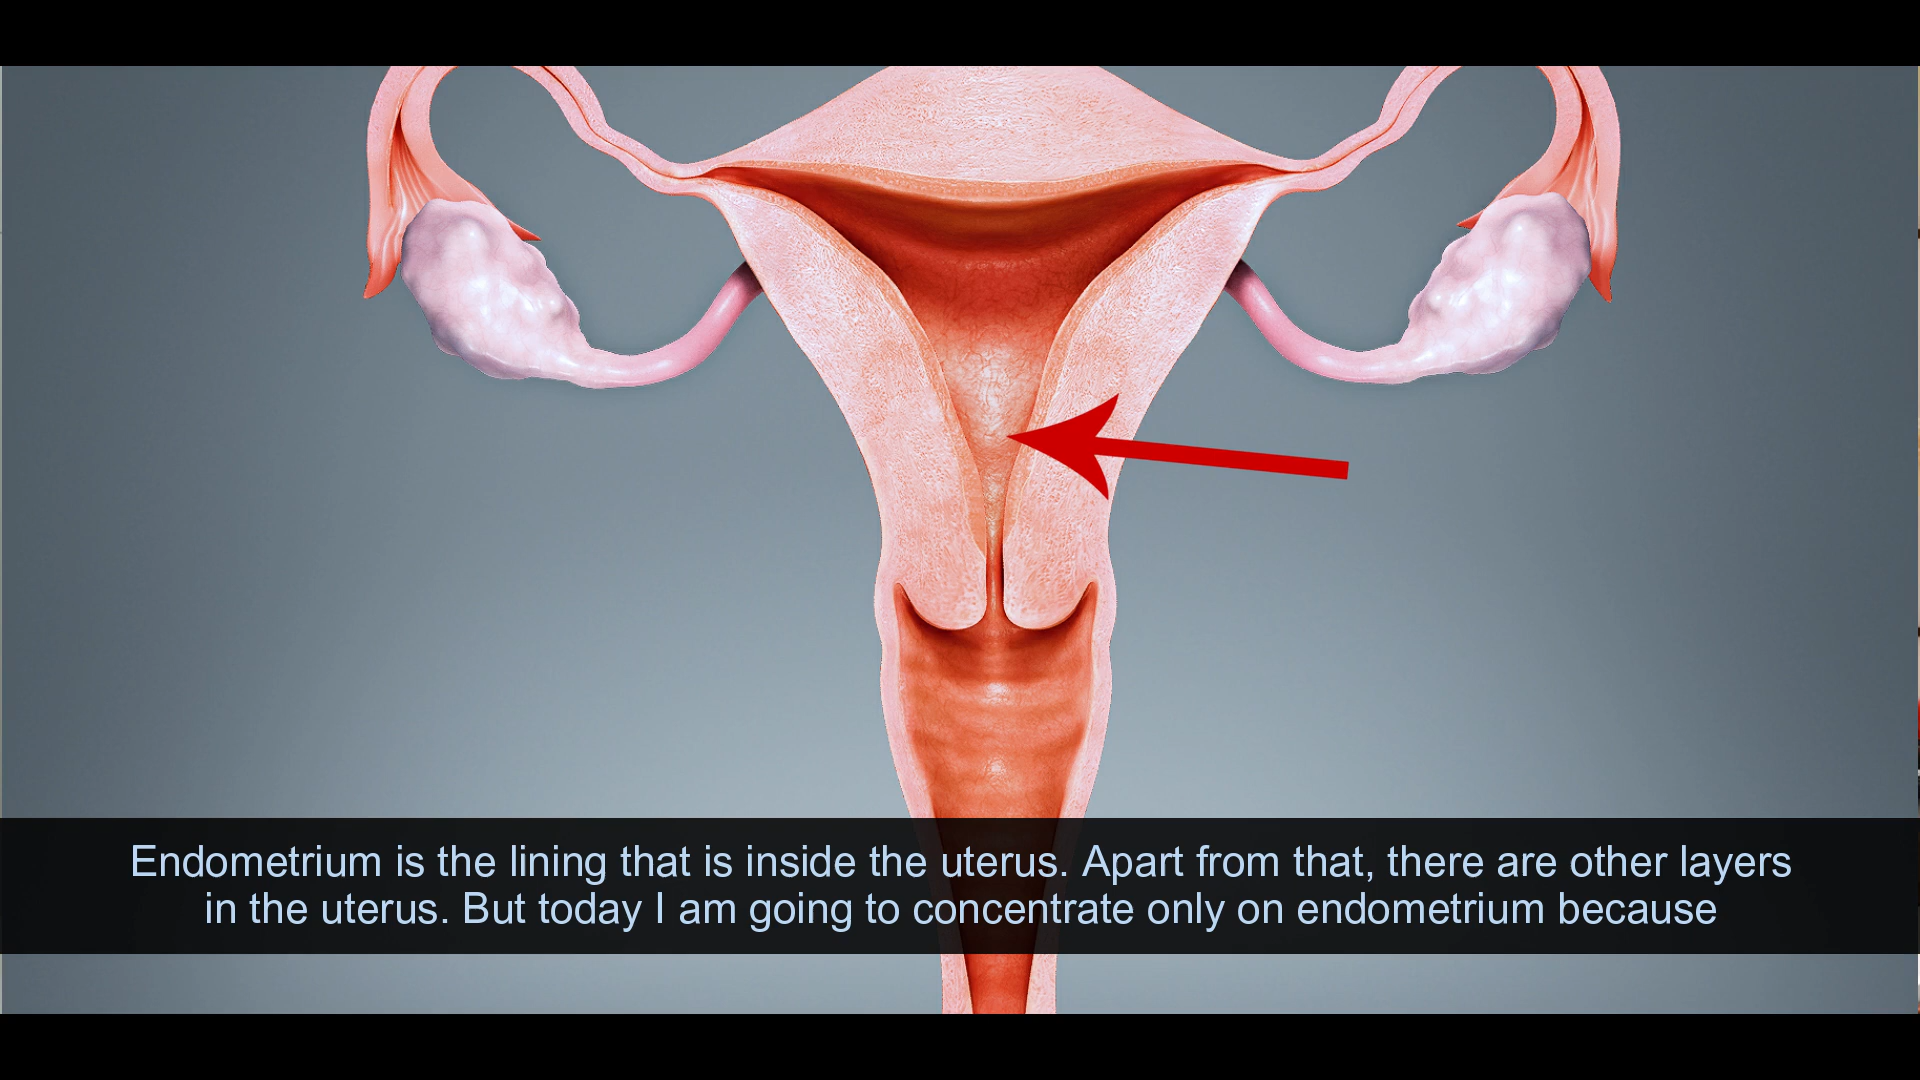 Endometrium is the lining that is inside the uterus. Apart from that, there are other layers
in the uterus. But today I am going to concentrate only on endometrium because